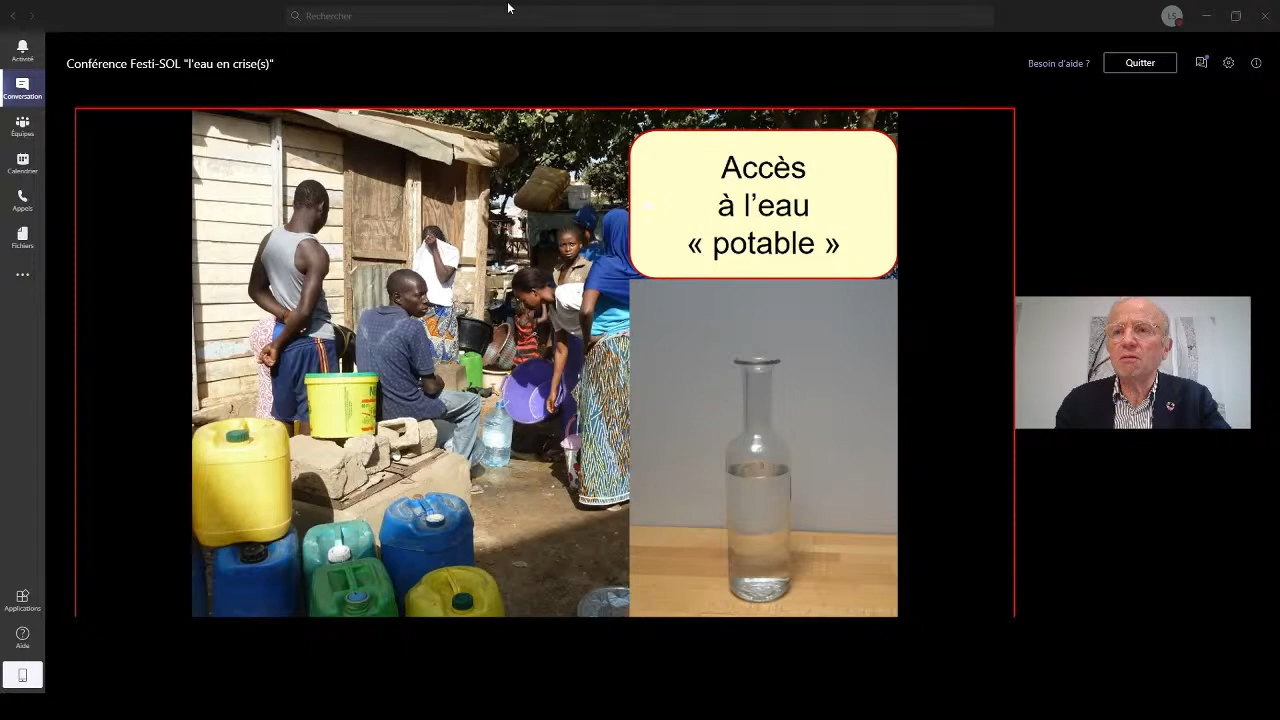 Rechercher
LS
Activité
Conférence Festi-SOL "l'eau en crise(s)"
Besoin d'aide ?
Quitter
Conversation
Équipes
Calendrier
Appels
Fichiers
Accès
à l'eau
« potable »
Applications
Aide